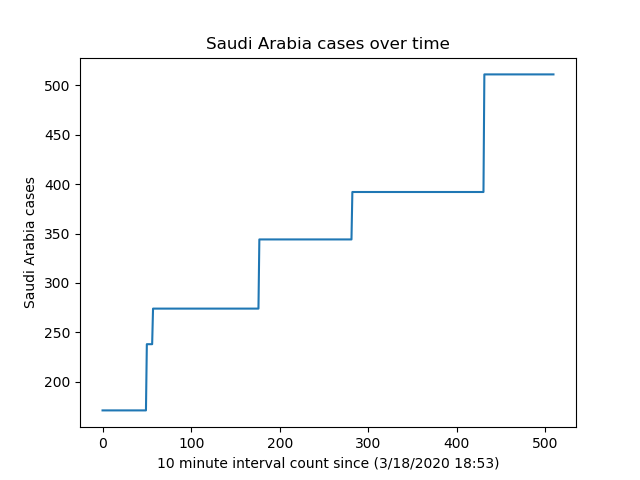 Saudi Arabia cases over time
Saudi Arabia cases
500
450
400
350
300
250
200
0 100 200 300 400 500
10 minute interval count since (3/18/2020 18:53)